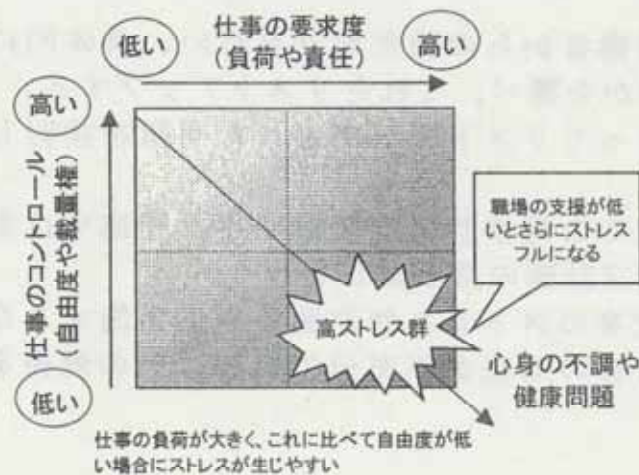 仕事の要求度
(負荷や責任)
低い
高い
高い
仕事のコントロール
(自由度や裁量権)
低い
職場の支援が低
いとさらにストレス
フルになる
高ストレス群
心身の不調や
健康問題
仕事の負荷が大きく、これに比べて自由度が低
い場合にストレスが生じやすい